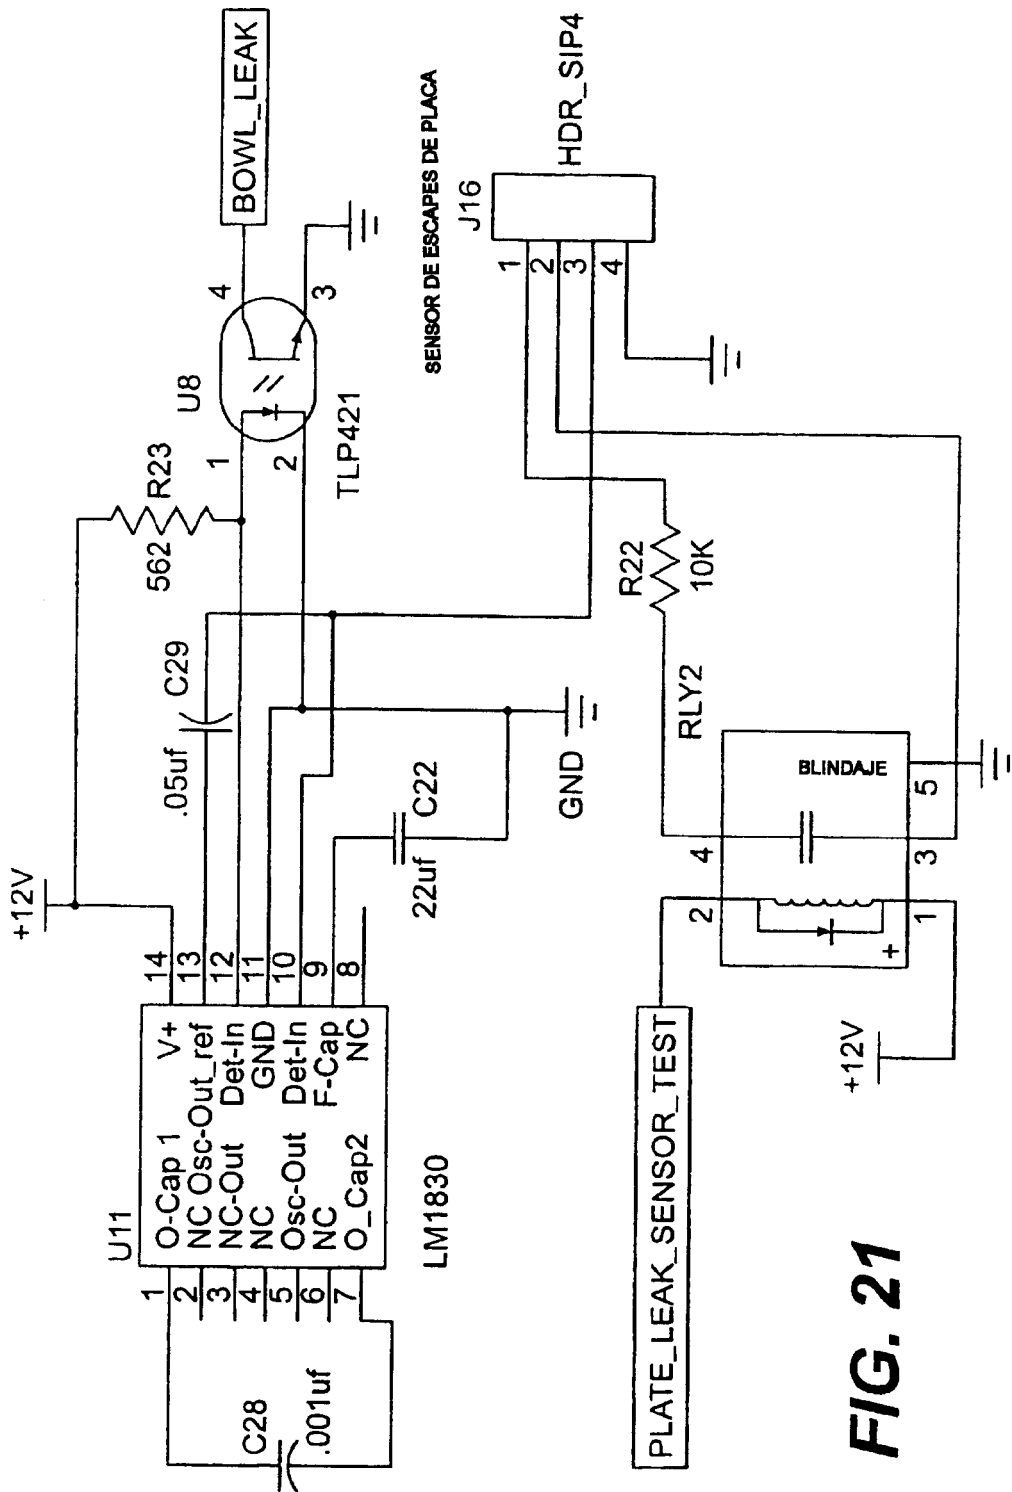 +12V
562
R23
U8
1
4
BOWL_LEAK
2
3
TLP421
.05uf
C29
U11
1
O-Cap 1
V+
14
2
NC
Osc-Out_ref
13
3
NC-Out
Det-In
12
4
NC
GND
11
5
Osc-Out
Det-In
10
6
NC
F-Cap
9
7
O_Cap2
NC
8
LM1830
C28
.001uf
22uf
C22
GND
SENSOR DE ESCAPES DE PLACA
J16
1
2
3
4
HDR_SIP4
R22
10K
RLY2
PLATE_LEAK_SENSOR_TEST
2
4
BLINDAJE
+
1
3
5
+12V
FIG. 21